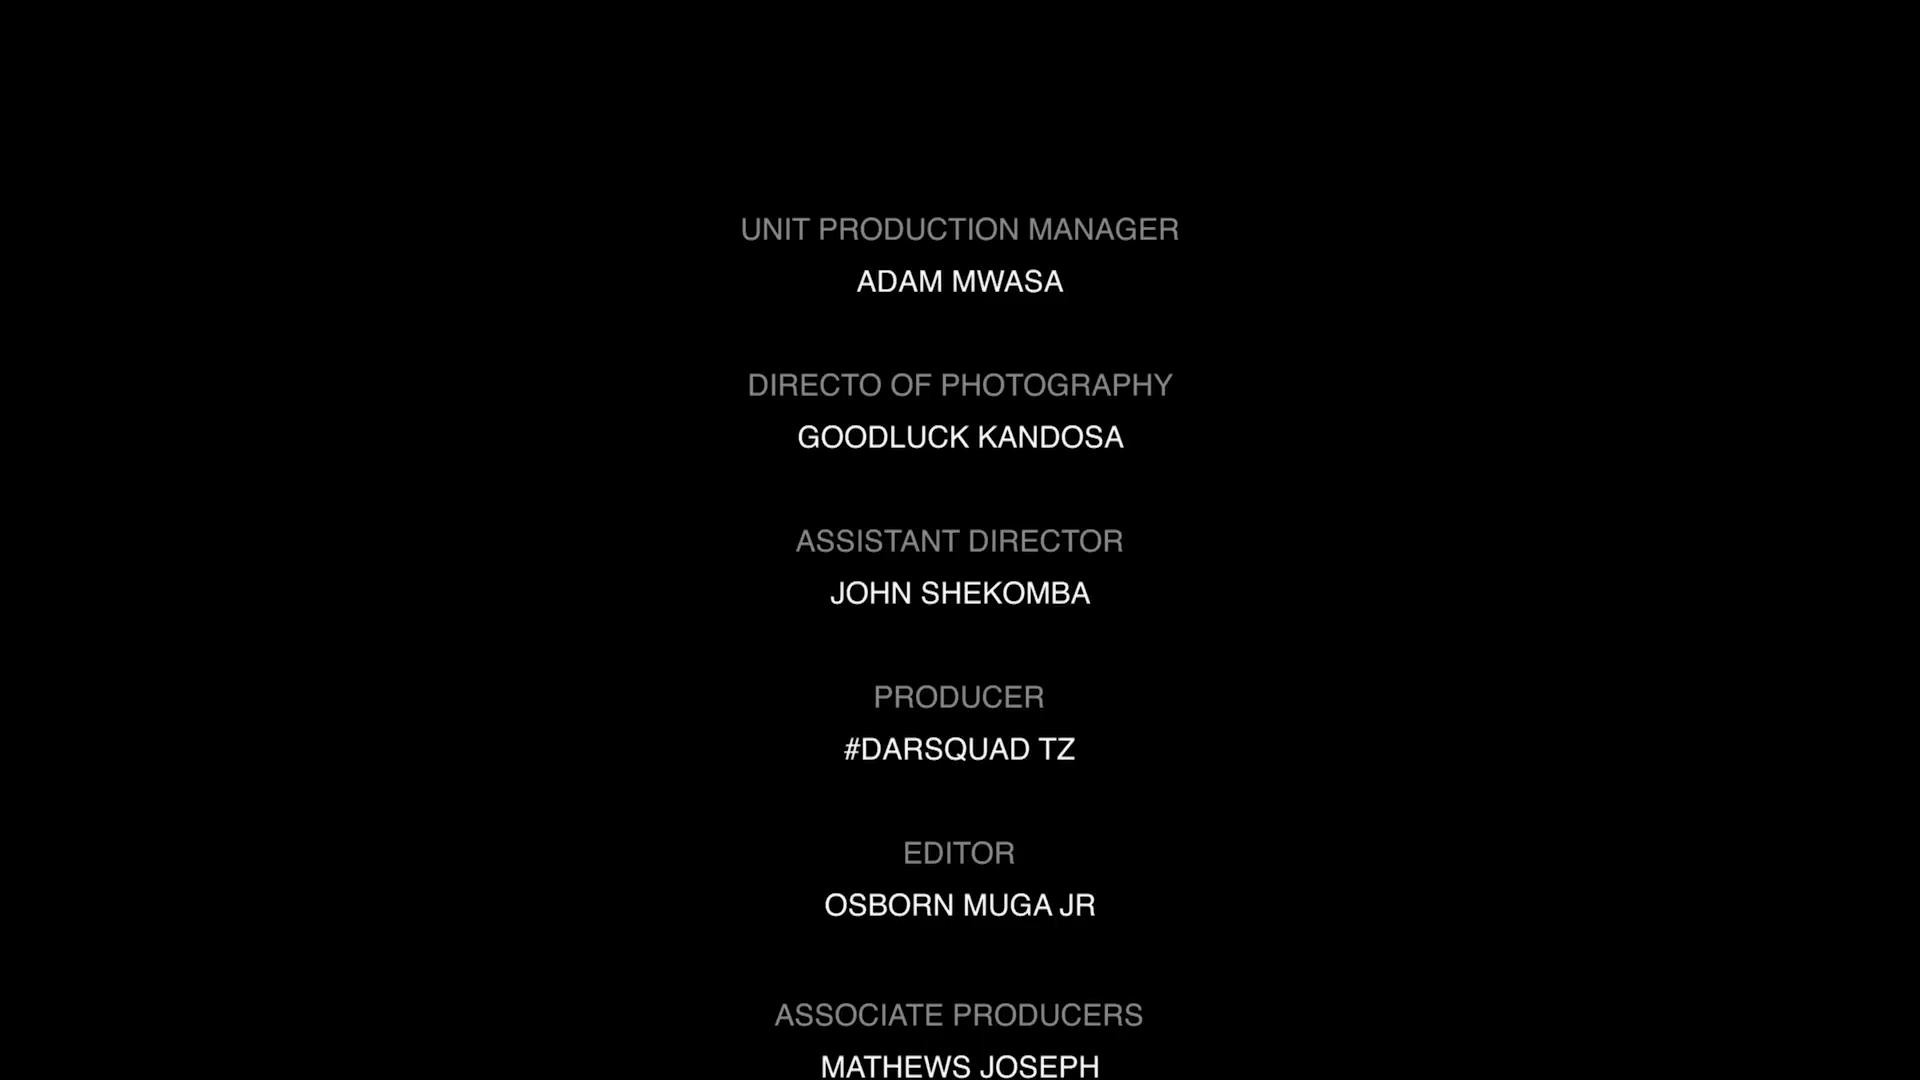 UNIT PRODUCTION MANAGER
ADAM MWASA
DIRECTO OF PHOTOGRAPHY
GOODLUCK KANDOSA
ASSISTANT DIRECTOR
JOHN SHEKOMBA
PRODUCER
#DARSQUAD TZ
EDITOR
OSBORN MUGA JR
ASSOCIATE PRODUCERS
MATHEWS JOSEPH